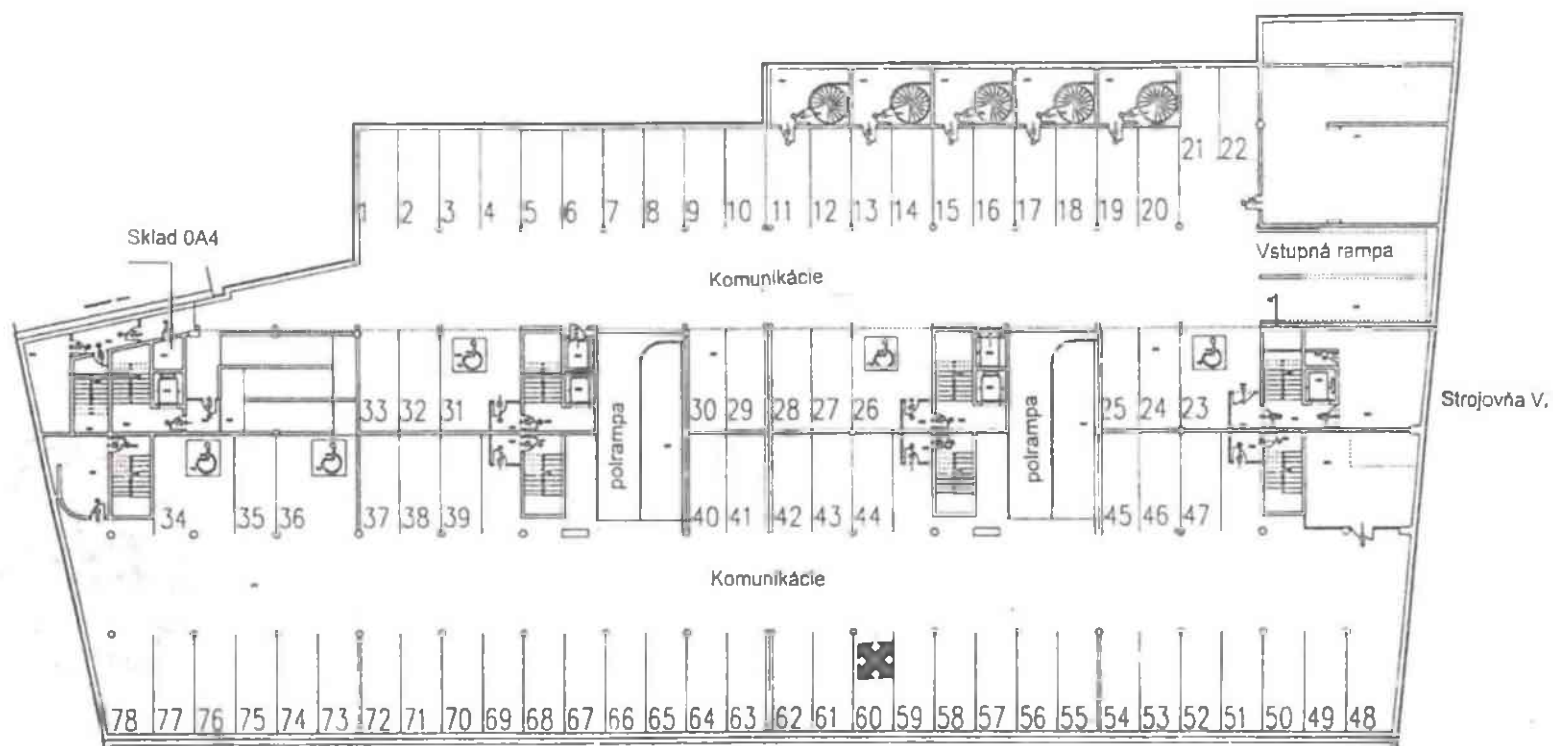 1 2 3 4 5 6 7 8 9 10 11 12 13 14 15 16 17 18 19 20 21 22
Sklad 0A4
Vstupná rampa
Komunikácie
33 32 31 polrampa 30 29 28 27 26 polrampa 25 24 23
Strojovňa V.
34 35 36 37 38 39 40 41 42 43 44 45 46 47
Komunikácie
78 77 76 75 74 73 72 71 70 69 68 67 66 65 64 63 62 61 60 59 58 57 56 55 54 53 52 51 50 49 48